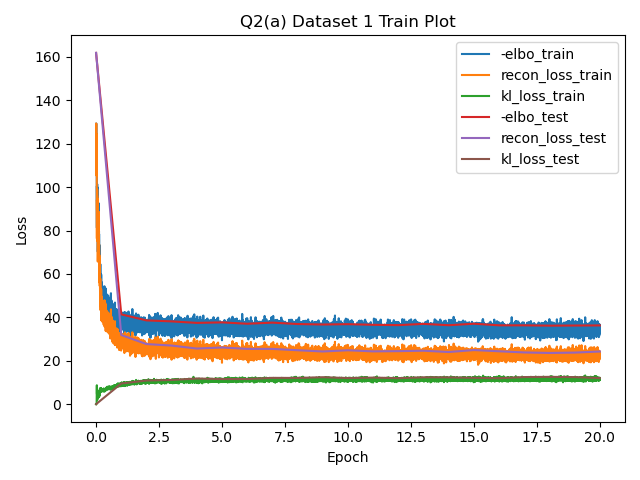 Q2(a) Dataset 1 Train Plot
160
140
120
100
80
60
40
20
0
Loss
-elbo_train
recon_loss_train
kl_loss_train
-elbo_test
recon_loss_test
kl_loss_test
0.0 2.5 5.0 7.5 10.0 12.5 15.0 17.5 20.0
Epoch